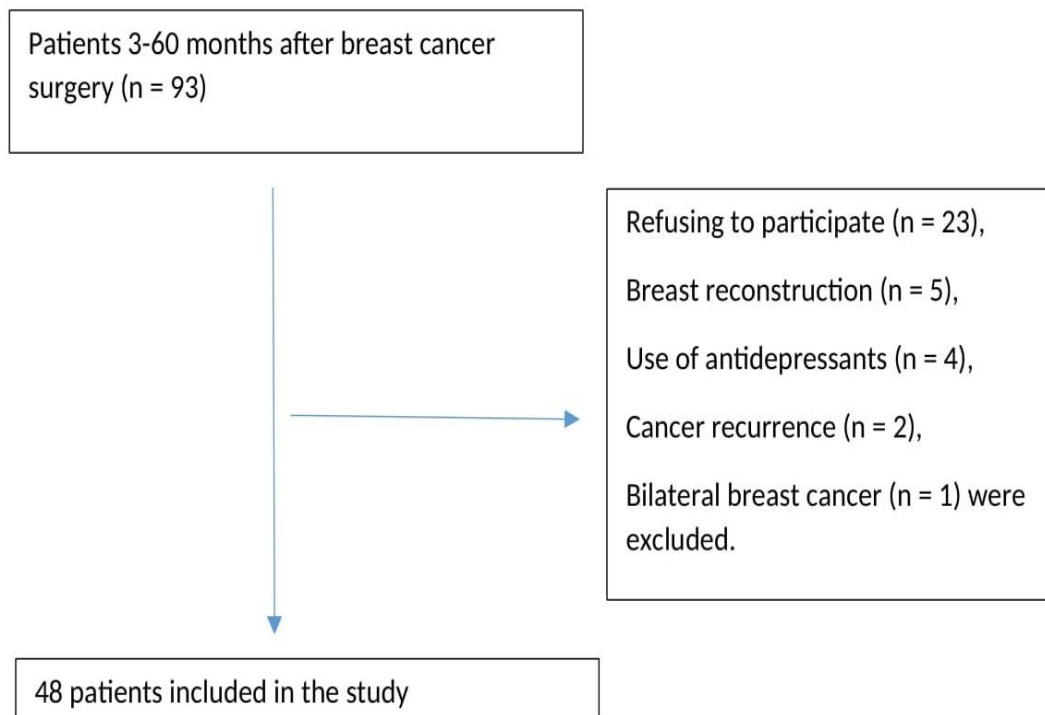 Patients 3-60 months after breast cancer
surgery (n = 93)
Refusing to participate (n = 23),
Breast reconstruction (n = 5),
Use of antidepressants (n = 4),
Cancer recurrence (n = 2),
Bilateral breast cancer (n = 1) were
excluded.
48 patients included in the study